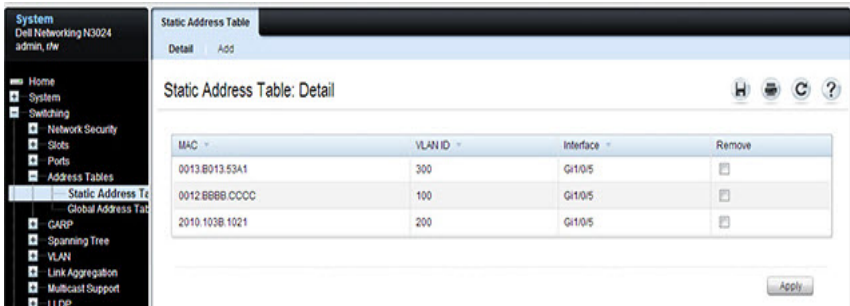 System
Dell Networking N3024
admin, r/w
Home
System
Switching
Network Security
Slots
Ports
Address Tables
Static Address Ta
Global Address Tab
GARP
Spanning Tree
VLAN
Link Aggregation
Multicast Support
LLDP
Static Address Table
Detail Add
Static Address Table: Detail
MAC VLAN ID Interface Remove
0013.B013.53A1 300 Gi1/0/5
0012.BBBB.CCCC 100 Gi1/0/5
2010.103B.1021 200 Gi1/0/5
Apply